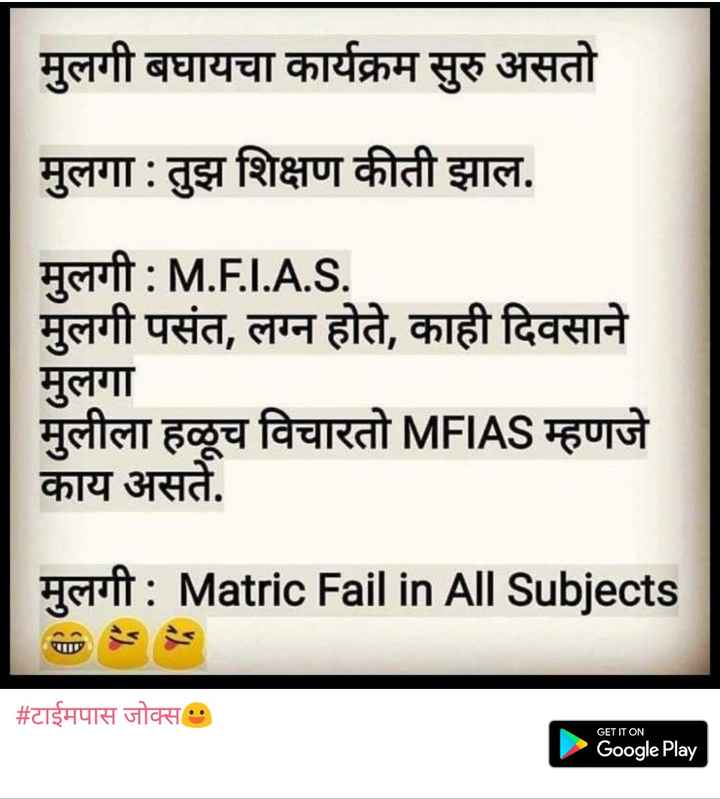 मुलगी बघायचा कार्यक्रम सुरु असतो
मुलगा : तुझ शिक्षण कीती झाल.
मुलगी : M.F.I.A.S.
मुलगी पसंत, लग्न होते, काही दिवसाने
मुलगा
मुलीला हळूच विचारतो MFIAS म्हणजे
काय असते.
मुलगी : Matric Fail in All Subjects
😁😝😝
#टाईमपास जोक्स😃
GET IT ON
Google Play